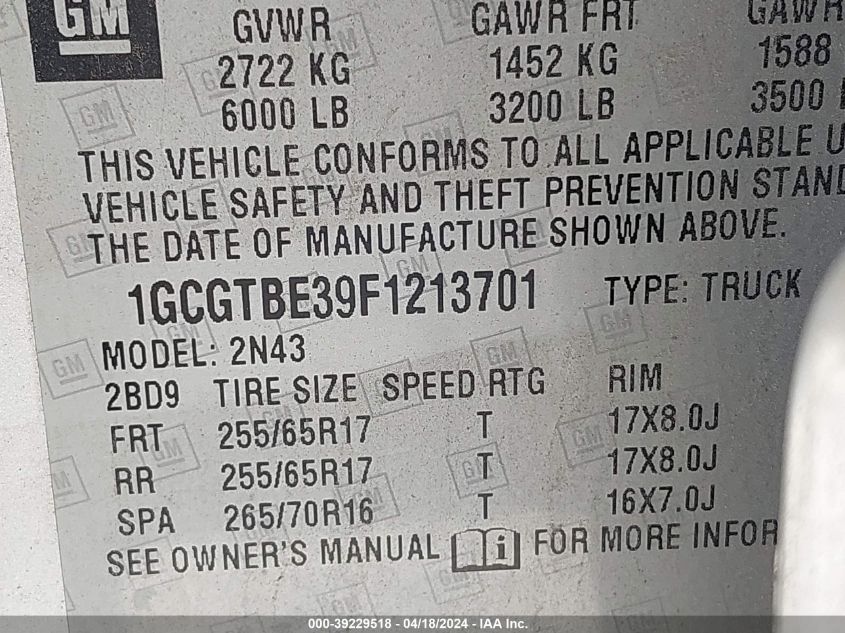 GM
GVWR GAWR FRT GAWR
2722 KG 1452 KG 1588
6000 LB 3200 LB 3500
THIS VEHICLE CONFORMS TO ALL APPLICABLE U
VEHICLE SAFETY AND THEFT PREVENTION STAND
THE DATE OF MANUFACTURE SHOWN ABOVE.
1GCGTBE39F1213701 TYPE: TRUCK
MODEL: 2N43
2BD9 TIRE SIZE SPEED RTG RIM
FRT 255/65R17 T 17X8.0J
RR 255/65R17 T 17X8.0J
SPA 265/70R16 T 16X7.0J
SEE OWNER'S MANUAL i FOR MORE INFOR
000-39229518 - 04/18/2024 - IAA Inc.